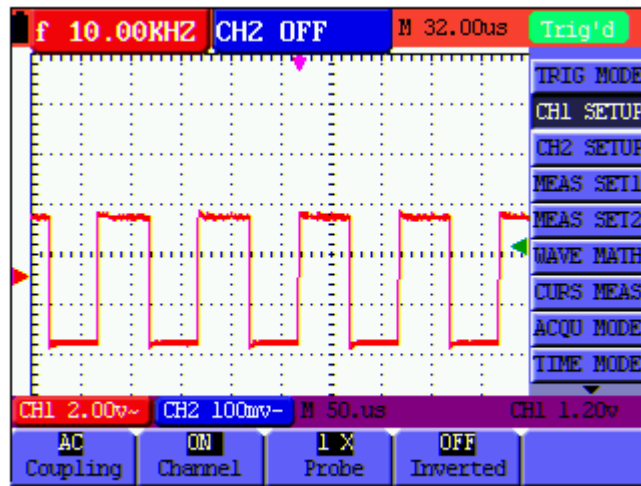 f 10.00KHZ CH2 OFF M 32.00us Trig'd
TRIG MODE
CH1 SETUP
CH2 SETUP
MEAS SET1
MEAS SET2
WAVE MATH
CURS MEAS
ACQU MODE
TIME MODE
CH1 2.00v~ CH2 100mv- M 50.us CH1 1.20v
AC ON 1 X OFF
Coupling Channel Probe Inverted